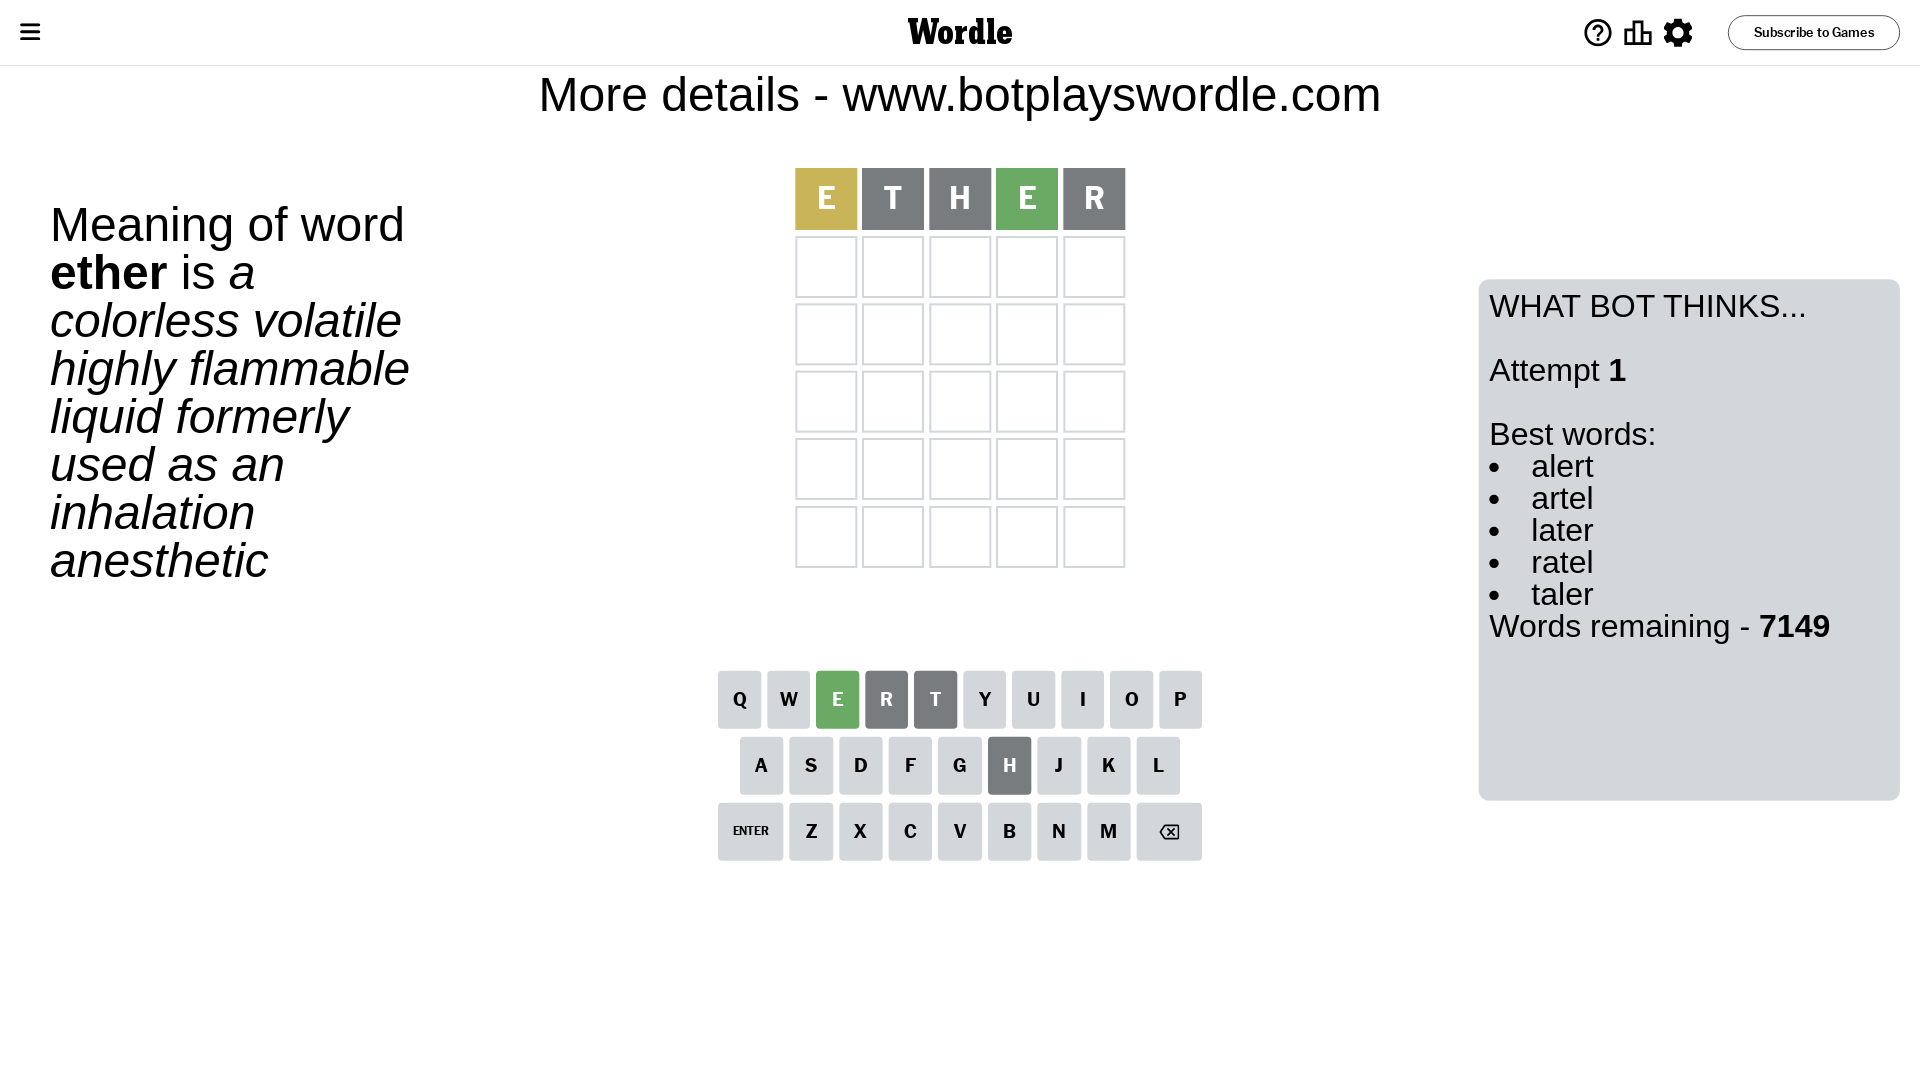 Wordle
Subscribe to Games
More details - www.botplayswordle.com
Meaning of word
ether is a
colorless volatile
highly flammable
liquid formerly
used as an
inhalation
anesthetic
E T H E R
WHAT BOT THINKS...
Attempt 1
Best words:
• alert
• artel
• later
• ratel
• taler
Words remaining - 7149
Q W E R T Y U I O P
A S D F G H J K L
ENTER Z X C V B N M